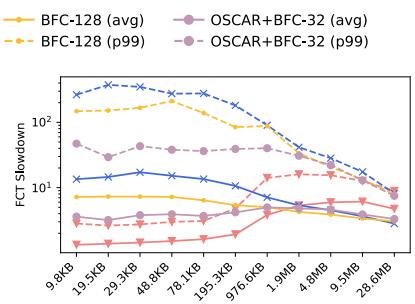 BFC-128 (avg)
OSCAR+BFC-32 (avg)
BFC-128 (p99)
OSCAR+BFC-32 (p99)
FCT Slowdown
10²
10¹
9.8KB
19.5KB
29.3KB
48.8KB
78.1KB
195.3KB
976.6KB
1.9MB
4.8MB
9.5MB
28.6MB